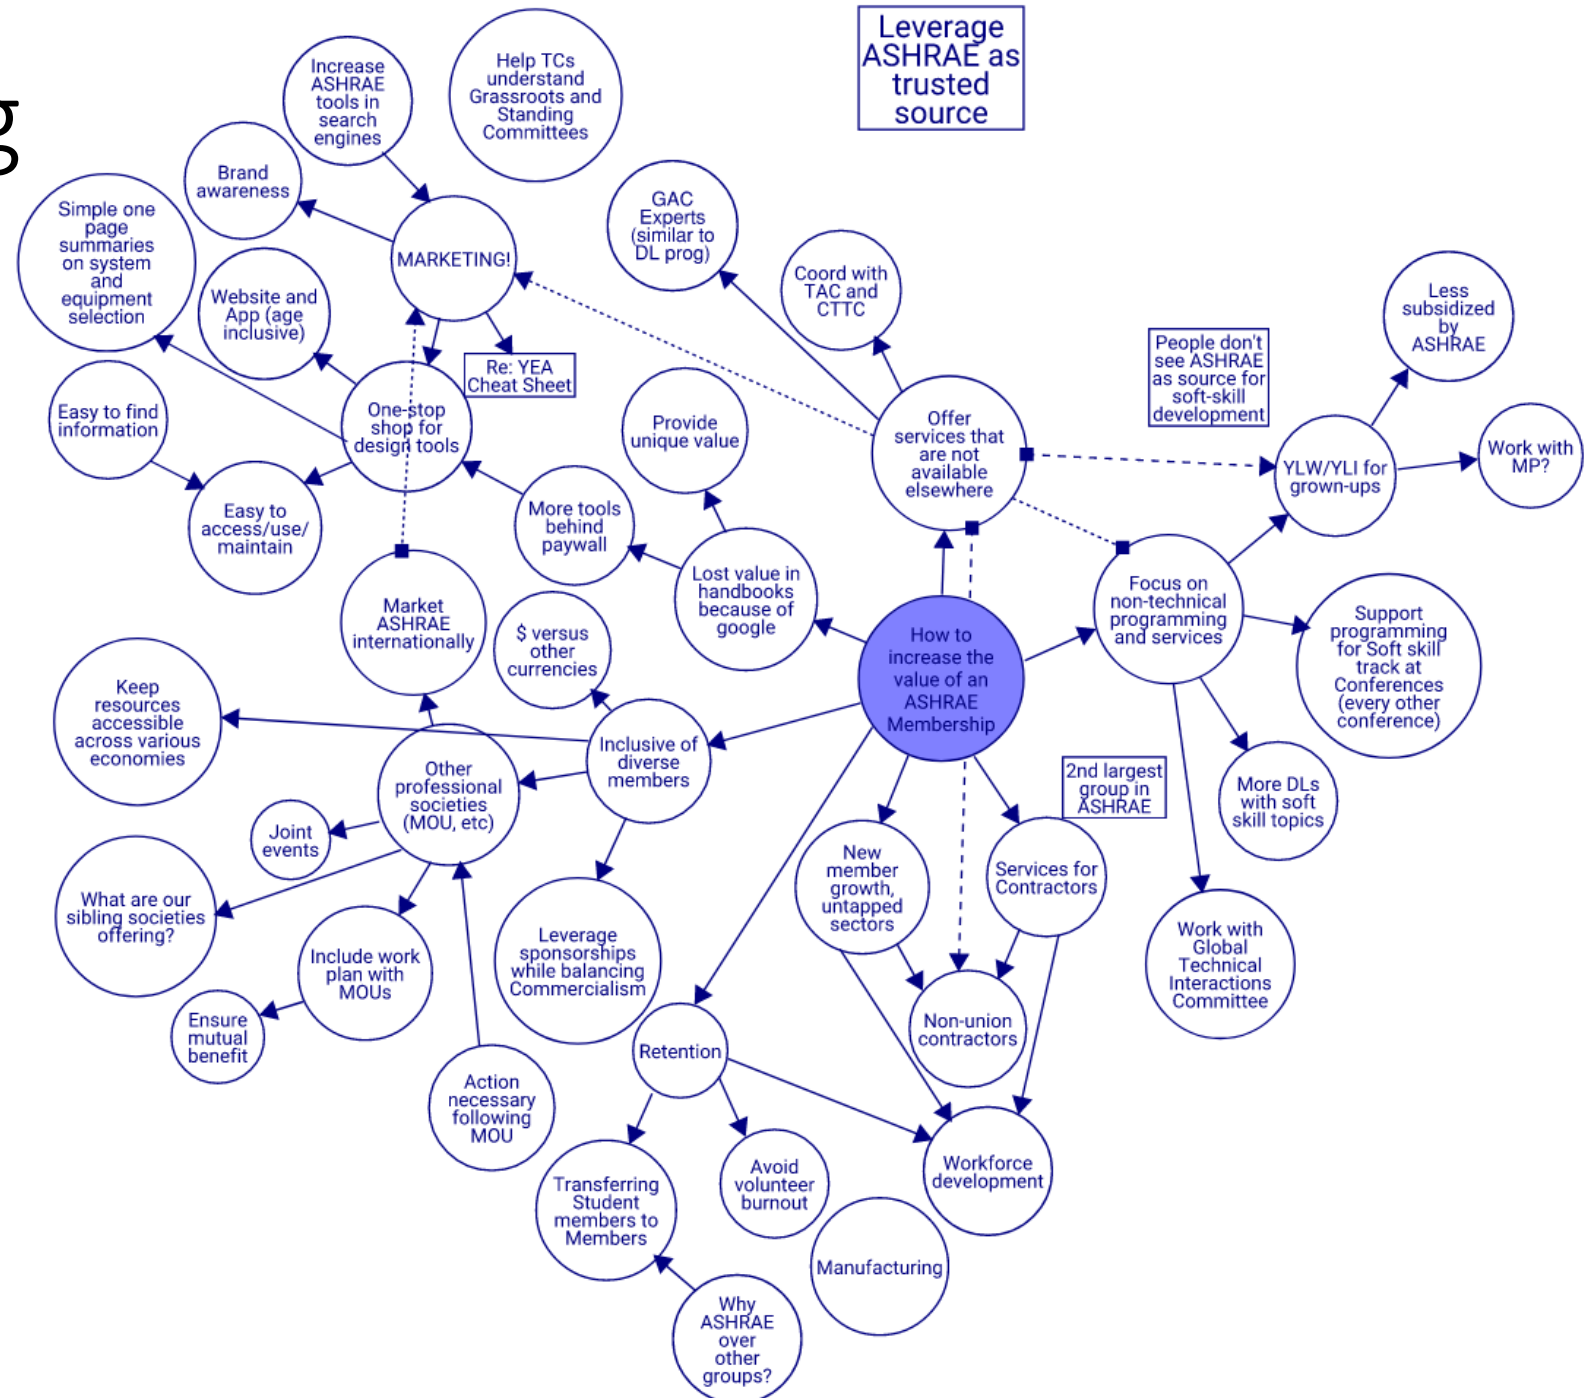 g
Leverage
ASHRAE as
trusted
source
Increase
ASHRAE
tools in
search
engines
Help TCs
understand
Grassroots and
Standing
Committees
Brand
awareness
MARKETING!
Simple one
page
summaries
on system
and
equipment
selection
Website and
App (age
inclusive)
Re: YEA
Cheat Sheet
Easy to find
information
One-stop
shop for
design tools
Easy to
access/use/
maintain
GAC
Experts
(similar to
DL prog)
Coord with
TAC and
CTTC
Provide
unique value
Offer
services that
are not
available
elsewhere
People don't
see ASHRAE
as source for
soft-skill
development
Less
subsidized
by
ASHRAE
YLW/YLI for
grown-ups
Work with
MP?
More tools
behind
paywall
Lost value in
handbooks
because of
google
Market
ASHRAE
internationally
$ versus
other
currencies
How to
increase the
value of an
ASHRAE
Membership
Focus on
non-technical
programming
and services
Support
programming
for Soft skill
track at
Conferences
(every other
conference)
Keep
resources
accessible
across various
economies
Other
professional
societies
(MOU, etc)
Inclusive of
diverse
members
2nd largest
group in
ASHRAE
More DLs
with soft
skill topics
Joint
events
What are our
sibling societies
offering?
Include work
plan with
MOUs
Ensure
mutual
benefit
Leverage
sponsorships
while balancing
Commercialism
New
member
growth,
untapped
sectors
Services for
Contractors
Work with
Global
Technical
Interactions
Committee
Action
necessary
following
MOU
Retention
Non-union
contractors
Transferring
Student
members to
Members
Avoid
volunteer
burnout
Workforce
development
Manufacturing
Why
ASHRAE
over
other
groups?